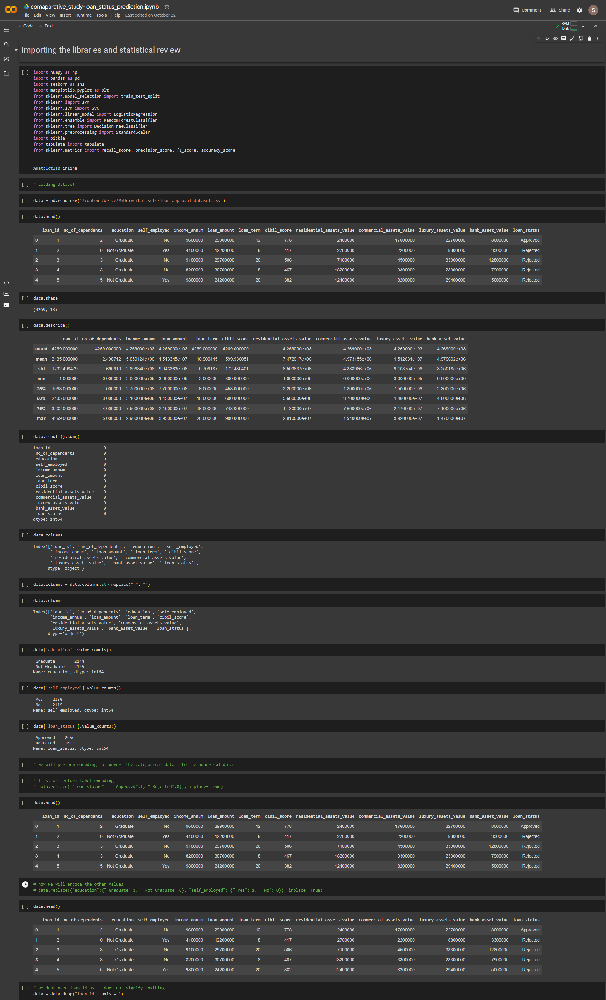 comaparative_study-loan_status_prediction.ipynb
File Edit View Insert Runtime Tools Help Last edited on October 22
Comment Share S
+ Code + Text
RAM
Disk
Importing the libraries and statistical review
[ ] import numpy as np
import pandas as pd
import seaborn as sns
import matplotlib.pyplot as plt
from sklearn.model_selection import train_test_split
from sklearn import svm
from sklearn.svm import SVC
from sklearn.linear_model import LogisticRegression
from sklearn.ensemble import RandomForestClassifier
from sklearn.tree import DecisionTreeClassifier
from sklearn.preprocessing import StandardScaler
import pickle
from tabulate import tabulate
from sklearn.metrics import recall_score, precision_score, f1_score, accuracy_score
%matplotlib inline
[ ] # Loading dataset
[ ] data = pd.read_csv('/content/drive/MyDrive/Datasets/loan_approval_dataset.csv')
[ ] data.head()
loan_id no_of_dependents education self_employed income_annum loan_amount loan_term cibil_score residential_assets_value commercial_assets_value luxury_assets_value bank_asset_value loan_status
0 1 2 Graduate No 9600000 29900000 12 778 2400000 17600000 22700000 8000000 Approved
1 2 0 Not Graduate Yes 4100000 12200000 8 417 2700000 2200000 8800000 3300000 Rejected
2 3 3 Graduate No 9100000 29700000 20 506 7100000 4500000 33300000 12800000 Rejected
3 4 3 Graduate No 8200000 30700000 8 467 18200000 3300000 23300000 7900000 Rejected
4 5 5 Not Graduate Yes 9800000 24200000 20 382 12400000 8200000 29400000 5000000 Rejected
[ ] data.shape
(4269, 13)
[ ] data.describe()
loan_id no_of_dependents income_annum loan_amount loan_term cibil_score residential_assets_value commercial_assets_value luxury_assets_value bank_asset_value
count 4269.000000 4269.000000 4.269000e+03 4.269000e+03 4269.000000 4269.000000 4.269000e+03 4.269000e+03 4.269000e+03 4.269000e+03
mean 2135.000000 2.498712 5.059124e+06 1.513345e+07 10.900445 599.936051 7.472617e+06 4.973155e+06 1.512631e+07 4.976692e+06
std 1232.498479 1.695910 2.806840e+06 9.043363e+06 5.709187 172.430401 6.503637e+06 4.388966e+06 9.103754e+06 3.250185e+06
min 1.000000 0.000000 2.000000e+05 3.000000e+05 2.000000 300.000000 -1.000000e+05 0.000000e+00 3.000000e+05 0.000000e+00
25% 1068.000000 1.000000 2.700000e+06 7.700000e+06 6.000000 453.000000 2.200000e+06 1.300000e+06 7.500000e+06 2.300000e+06
50% 2135.000000 3.000000 5.100000e+06 1.450000e+07 10.000000 600.000000 5.600000e+06 3.700000e+06 1.460000e+07 4.600000e+06
75% 3202.000000 4.000000 7.500000e+06 2.150000e+07 16.000000 748.000000 1.130000e+07 7.600000e+06 2.170000e+07 7.100000e+06
max 4269.000000 5.000000 9.900000e+06 3.950000e+07 20.000000 900.000000 2.910000e+07 1.940000e+07 3.920000e+07 1.470000e+07
[ ] data.isnull().sum()
loan_id 0
no_of_dependents 0
education 0
self_employed 0
income_annum 0
loan_amount 0
loan_term 0
cibil_score 0
residential_assets_value 0
commercial_assets_value 0
luxury_assets_value 0
bank_asset_value 0
loan_status 0
dtype: int64
[ ] data.columns
Index(['loan_id', ' no_of_dependents', ' education', ' self_employed',
' income_annum', ' loan_amount', ' loan_term', ' cibil_score',
' residential_assets_value', ' commercial_assets_value',
' luxury_assets_value', ' bank_asset_value', ' loan_status'],
dtype='object')
[ ] data.columns = data.columns.str.replace(" ", "")
[ ] data.columns
Index(['loan_id', 'no_of_dependents', 'education', 'self_employed',
'income_annum', 'loan_amount', 'loan_term', 'cibil_score',
'residential_assets_value', 'commercial_assets_value',
'luxury_assets_value', 'bank_asset_value', 'loan_status'],
dtype='object')
[ ] data['education'].value_counts()
Graduate 2144
Not Graduate 2125
Name: education, dtype: int64
[ ] data['self_employed'].value_counts()
Yes 2150
No 2119
Name: self_employed, dtype: int64
[ ] data['loan_status'].value_counts()
Approved 2656
Rejected 1613
Name: loan_status, dtype: int64
[ ] # we will perform encoding to convert the categorical data into the numerical data
[ ] # first we perform label encoding
# data.replace({"loan_status": {" Approved":1, " Rejected":0}}, inplace= True)
[ ] data.head()
loan_id no_of_dependents education self_employed income_annum loan_amount loan_term cibil_score residential_assets_value commercial_assets_value luxury_assets_value bank_asset_value loan_status
0 1 2 Graduate No 9600000 29900000 12 778 2400000 17600000 22700000 8000000 Approved
1 2 0 Not Graduate Yes 4100000 12200000 8 417 2700000 2200000 8800000 3300000 Rejected
2 3 3 Graduate No 9100000 29700000 20 506 7100000 4500000 33300000 12800000 Rejected
3 4 3 Graduate No 8200000 30700000 8 467 18200000 3300000 23300000 7900000 Rejected
4 5 5 Not Graduate Yes 9800000 24200000 20 382 12400000 8200000 29400000 5000000 Rejected
# now we will encode the other values
# data.replace({"education":{" Graduate":1, " Not Graduate":0}, "self_employed": {" Yes": 1, " No": 0}}, inplace= True)
[ ] data.head()
loan_id no_of_dependents education self_employed income_annum loan_amount loan_term cibil_score residential_assets_value commercial_assets_value luxury_assets_value bank_asset_value loan_status
0 1 2 Graduate No 9600000 29900000 12 778 2400000 17600000 22700000 8000000 Approved
1 2 0 Not Graduate Yes 4100000 12200000 8 417 2700000 2200000 8800000 3300000 Rejected
2 3 3 Graduate No 9100000 29700000 20 506 7100000 4500000 33300000 12800000 Rejected
3 4 3 Graduate No 8200000 30700000 8 467 18200000 3300000 23300000 7900000 Rejected
4 5 5 Not Graduate Yes 9800000 24200000 20 382 12400000 8200000 29400000 5000000 Rejected
[ ] # we dont need loan id as it does not signify anything
data = data.drop("loan_id", axis = 1)